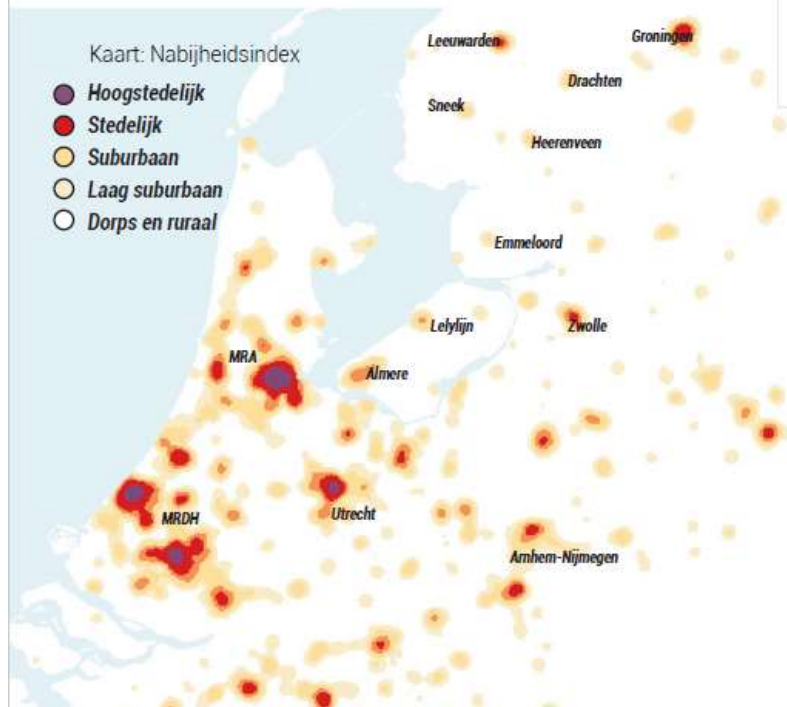 Kaart: Nabijheidsindex
Hoogstedelijk
Stedelijk
Suburbaan
Laag suburbaan
Dorps en ruraal
Leeuwarden
Groningen
Drachten
Sneek
Heerenveen
Emmeloord
Lelylijn
Zwolle
MRA
Almere
MRDH
Utrecht
Arnhem-Nijmegen